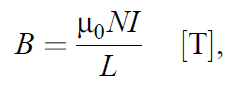 B = μ₀NI / L [T],